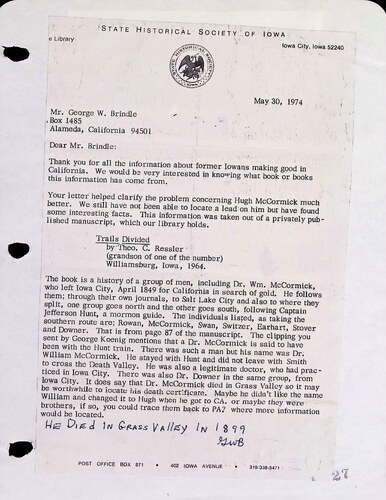 STATE HISTORICAL SOCIETY OF IOWA
e Library
Iowa City, Iowa 52240
May 30, 1974
Mr. George W. Brindle
Box 1485
Alameda, California 94501
Dear Mr. Brindle:
Thank you for all the information about former Iowans making good in
California. We would be very interested in knowing what book or books
this information has come from.
Your letter helped clarify the problem concerning Hugh McCormick much
better. We still have not been able to locate a lead on him but have found
some interesting facts. This information was taken out of a privately pub-
lished manuscript, which our library holds.
Trails Divided
by Theo. C. Ressler
(grandson of one of the number)
Williamsburg, Iowa, 1964.
The book is a history of a group of men, including Dr. Wm. McCormick,
who left Iowa City, April 1849 for California in search of gold. He follows
them; through their own journals, to Salt Lake City and also to where they
split, one group goes north and the other goes south, following Captain
Jefferson Hunt, a mormon guide. The individuals listed, as taking the
southern route are; Rowan, McCormick, Swan, Switzer, Earhart, Stover
and Downer. That is from page 87 of the manuscript. The clipping you
sent by George Koenig mentions that a Dr. McCormick is said to have
been with the Hunt train. There was such a man but his name was Dr.
William McCormick. He stayed with Hunt and did not leave with Smith
to cross the Death Valley. He was also a legitimate doctor, who had prac-
ticed in Iowa City. There was also Dr. Downer in the same group, from
Iowa City. It does say that Dr. McCormick died in Grass Valley so it may
be worthwhile to locate his death certificate. Maybe he didn't like the name
William and changed it to Hugh when he got to CA. or maybe they were
brothers, if so, you could trace them back to PA? where more information
would be located.
HE DIED IN GRASS VALLEY IN 1899
GWB
POST OFFICE BOX 871 • 402 IOWA AVENUE • 319-338-5471
27